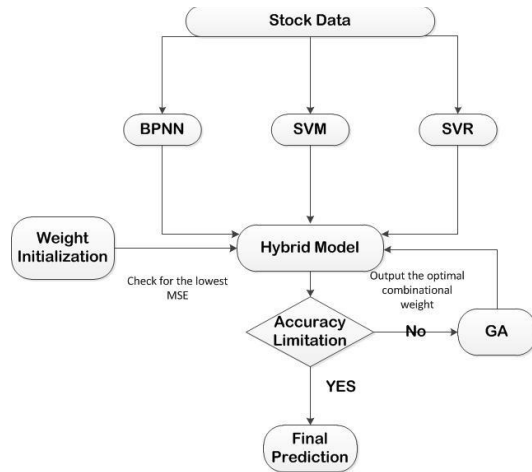 Stock Data
BPNN
SVM
SVR
Weight
Initialization
Hybrid Model
Check for the lowest
MSE
Output the optimal
combinational
weight
Accuracy
Limitation
No
GA
YES
Final
Prediction